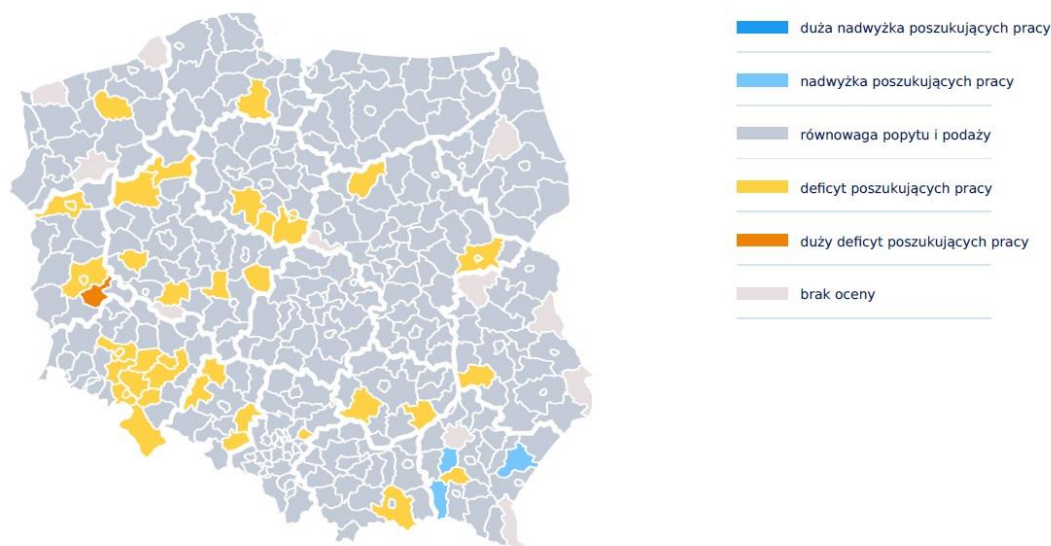 duża nadwyżka poszukujących pracy
nadwyżka poszukujących pracy
równowaga popytu i podaży
deficyt poszukujących pracy
duży deficyt poszukujących pracy
brak oceny